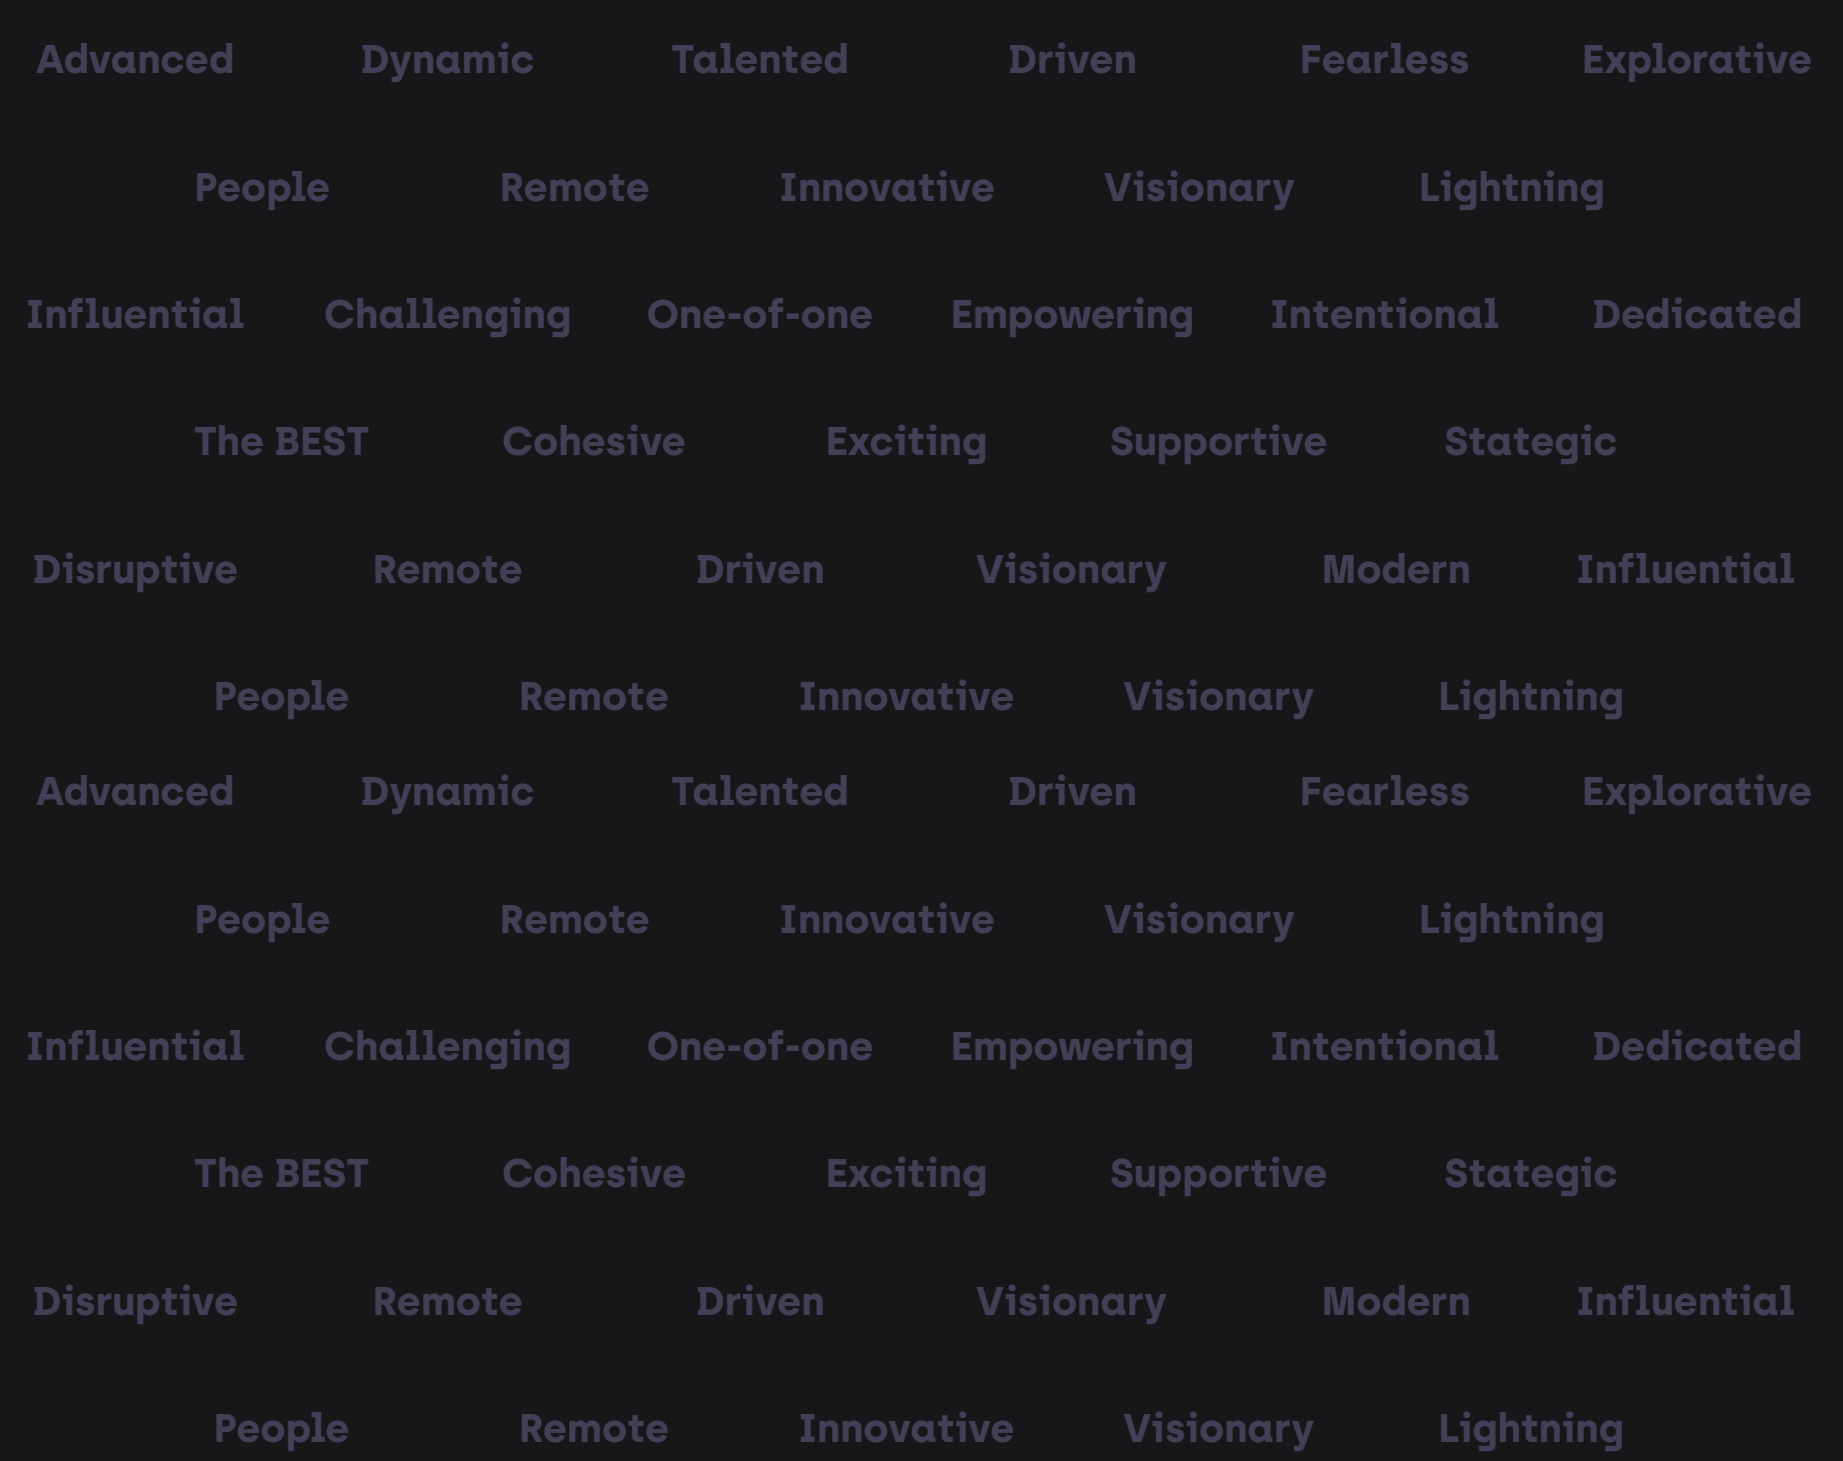 Advanced Dynamic Talented Driven Fearless Explorative
People Remote Innovative Visionary Lightning
Influential Challenging One-of-one Empowering Intentional Dedicated
The BEST Cohesive Exciting Supportive Stategic
Disruptive Remote Driven Visionary Modern Influential
People Remote Innovative Visionary Lightning
Advanced Dynamic Talented Driven Fearless Explorative
People Remote Innovative Visionary Lightning
Influential Challenging One-of-one Empowering Intentional Dedicated
The BEST Cohesive Exciting Supportive Stategic
Disruptive Remote Driven Visionary Modern Influential
People Remote Innovative Visionary Lightning